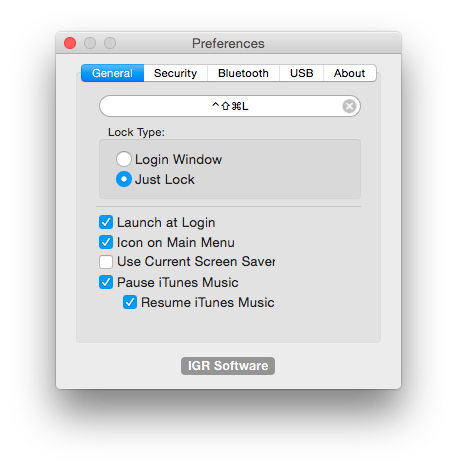 Preferences
General Security Bluetooth USB About
^⇧⌘L
Lock Type:
Login Window
Just Lock
Launch at Login
Icon on Main Menu
Use Current Screen Saver
Pause iTunes Music
Resume iTunes Music
IGR Software